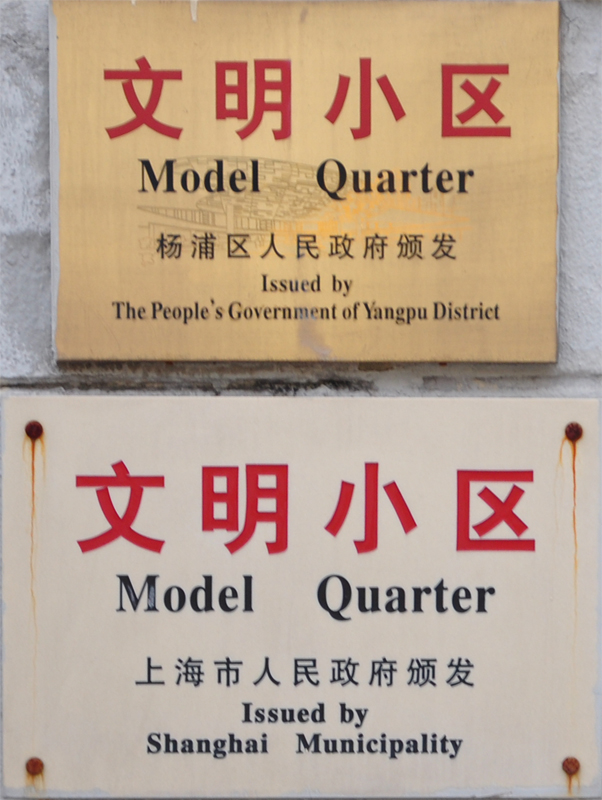 文明小区
Model Quarter
杨浦区人民政府颁发
Issued by
The People's Government of Yangpu District
文明小区
Model Quarter
上海市人民政府颁发
Issued by
Shanghai Municipality